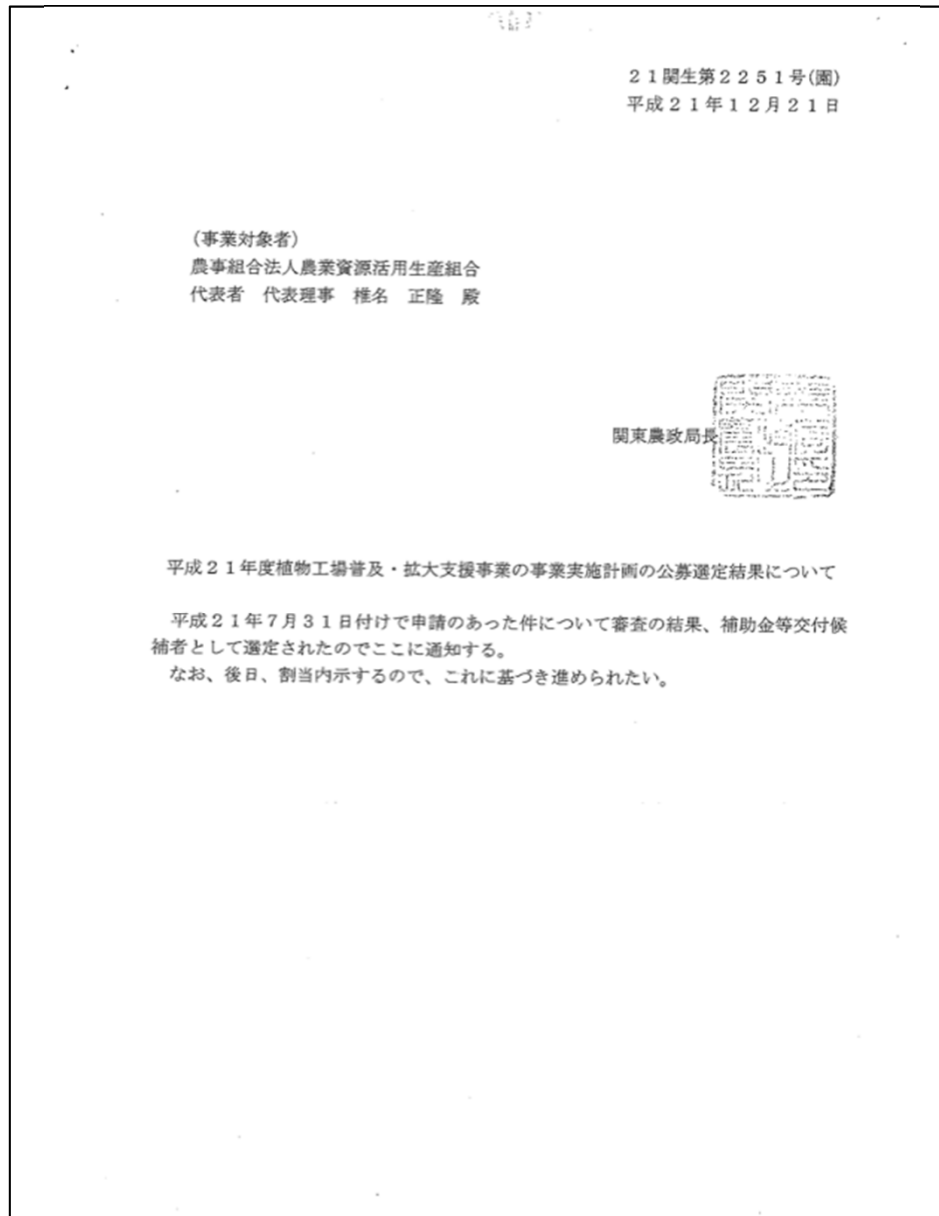 21関生第2251号(園)
平成21年12月21日
(事業対象者)
農事組合法人農業資源活用生産組合
代表者 代表理事 椎名 正隆 殿
関東農政局長
平成21年度植物工場普及・拡大支援事業の事業実施計画の公募選定結果について
平成21年7月31日付けで申請のあった件について審査の結果、補助金等交付候
補者として選定されたのでここに通知する。
なお、後日、割当内示するので、これに基づき進められたい。